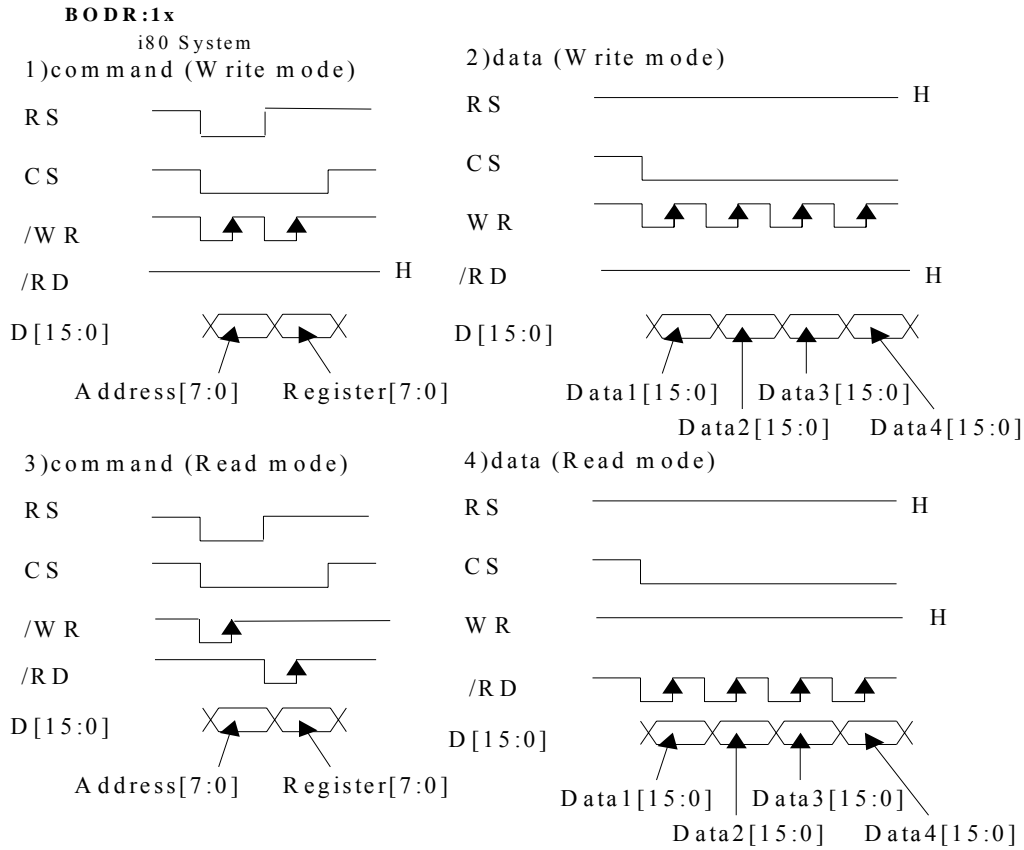 BODR:1x
i80 System
1)command (Write mode)
RS
CS
/WR
/RD
H
D[15:0]
Address[7:0] Register[7:0]
2)data (Write mode)
RS
H
CS
WR
/RD
H
D[15:0]
Data1[15:0] Data3[15:0]
Data2[15:0] Data4[15:0]
3)command (Read mode)
RS
CS
/WR
/RD
D[15:0]
Address[7:0] Register[7:0]
4)data (Read mode)
RS
H
CS
WR
H
/RD
D[15:0]
Data1[15:0] Data3[15:0]
Data2[15:0] Data4[15:0]